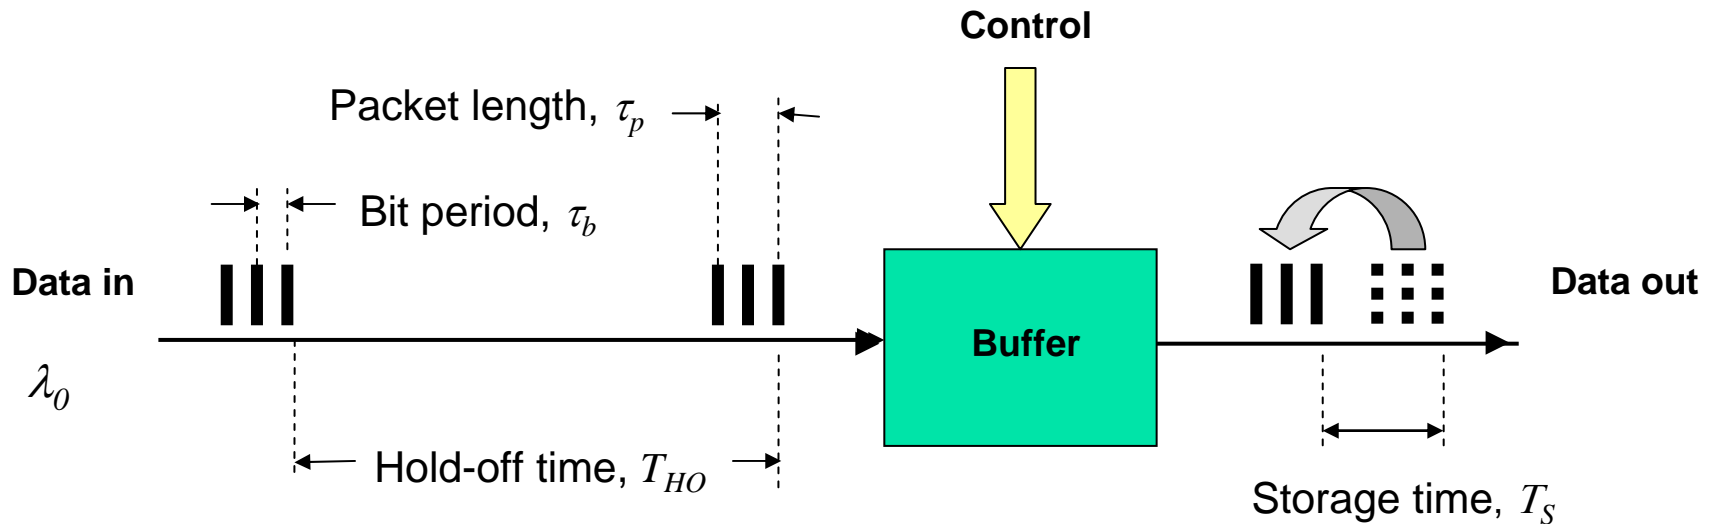 Control
Packet length, τp
Bit period, τb
Data in
Data out
Buffer
λ0
Hold-off time, THO
Storage time, TS